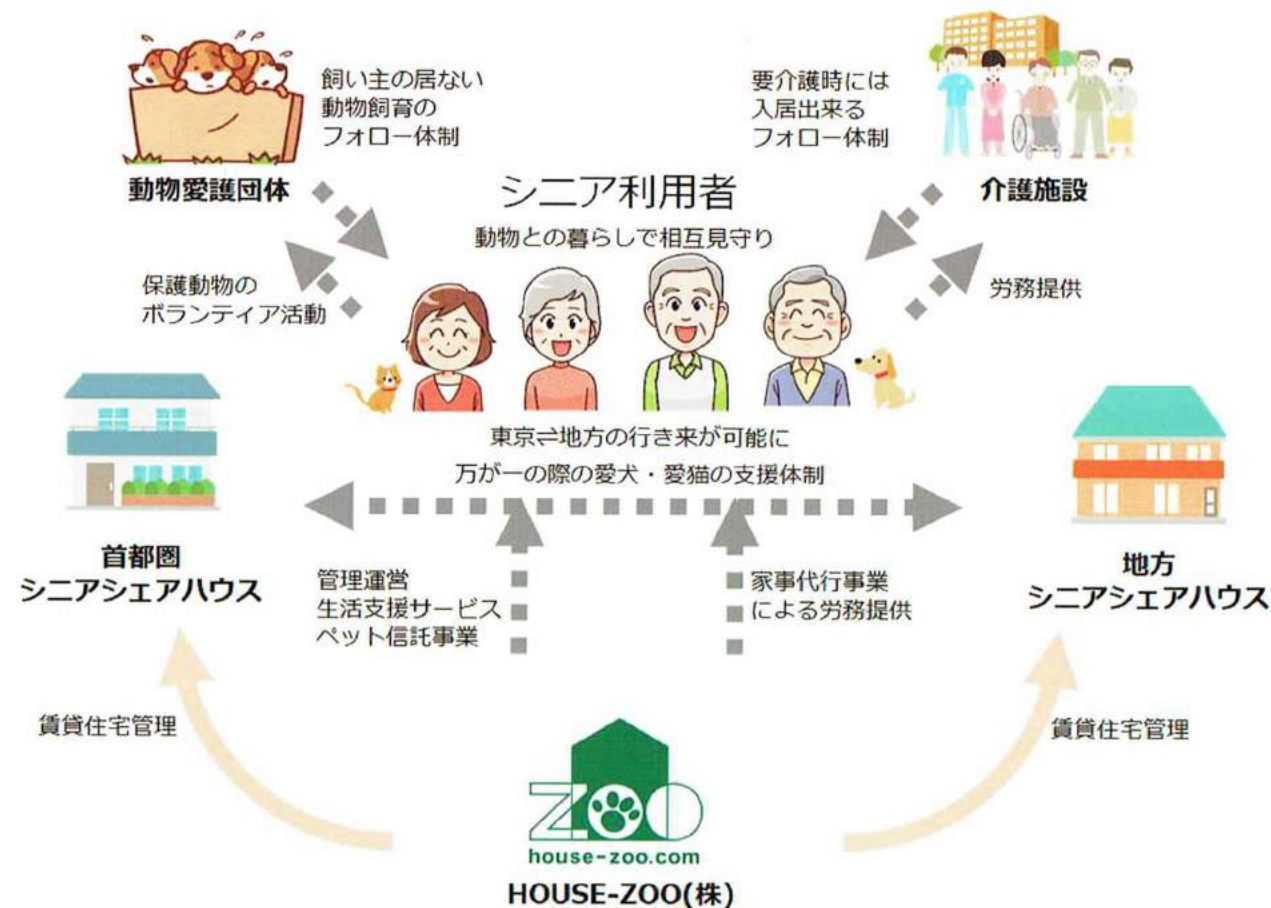 飼い主の居ない
動物飼育の
フォロー体制
動物愛護団体
要介護時には
入居出来る
フォロー体制
介護施設
シニア利用者
動物との暮らしで相互見守り
保護動物の
ボランティア活動
労務提供
東京⇌地方の行き来が可能に
万が一の際の愛犬・愛猫の支援体制
首都圏
シニアシェアハウス
管理運営
生活支援サービス
ペット信託事業
家事代行事業
による労務提供
地方
シニアシェアハウス
賃貸住宅管理
賃貸住宅管理
ZOO
house-zoo.com
HOUSE-ZOO(株)